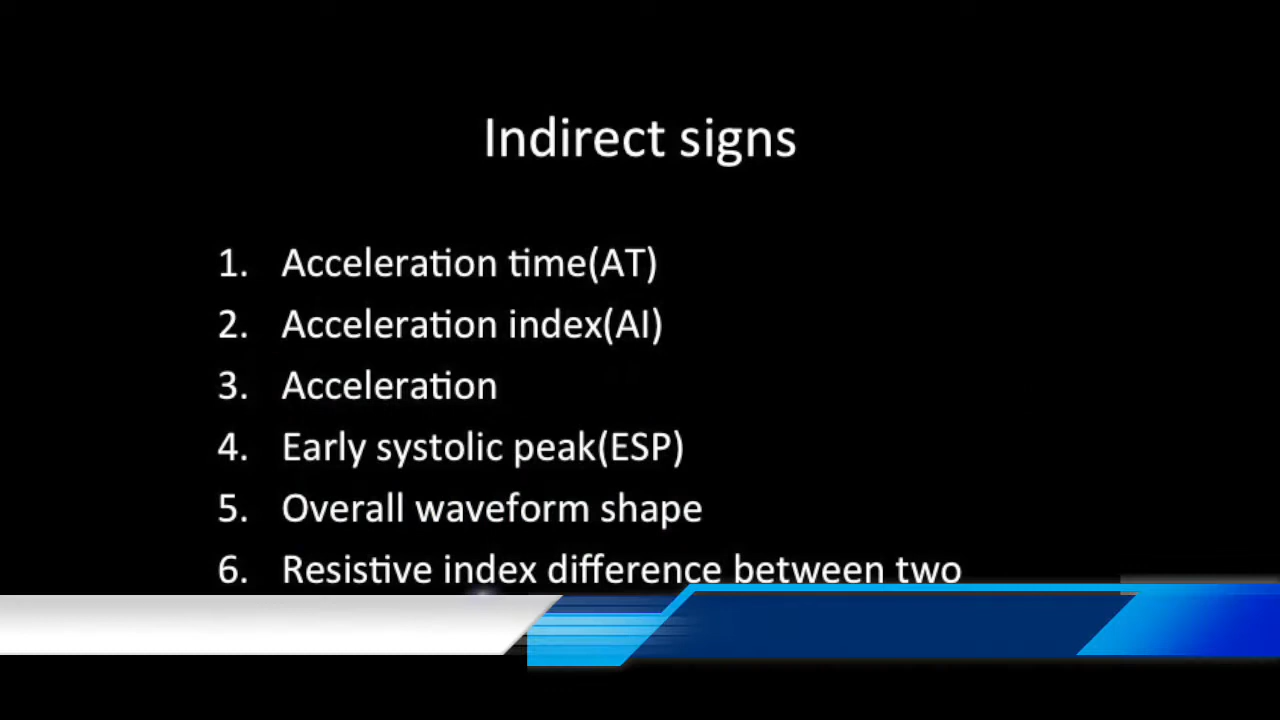 Indirect signs
1. Acceleration time(AT)
2. Acceleration index(AI)
3. Acceleration
4. Early systolic peak(ESP)
5. Overall waveform shape
6. Resistive index difference between two